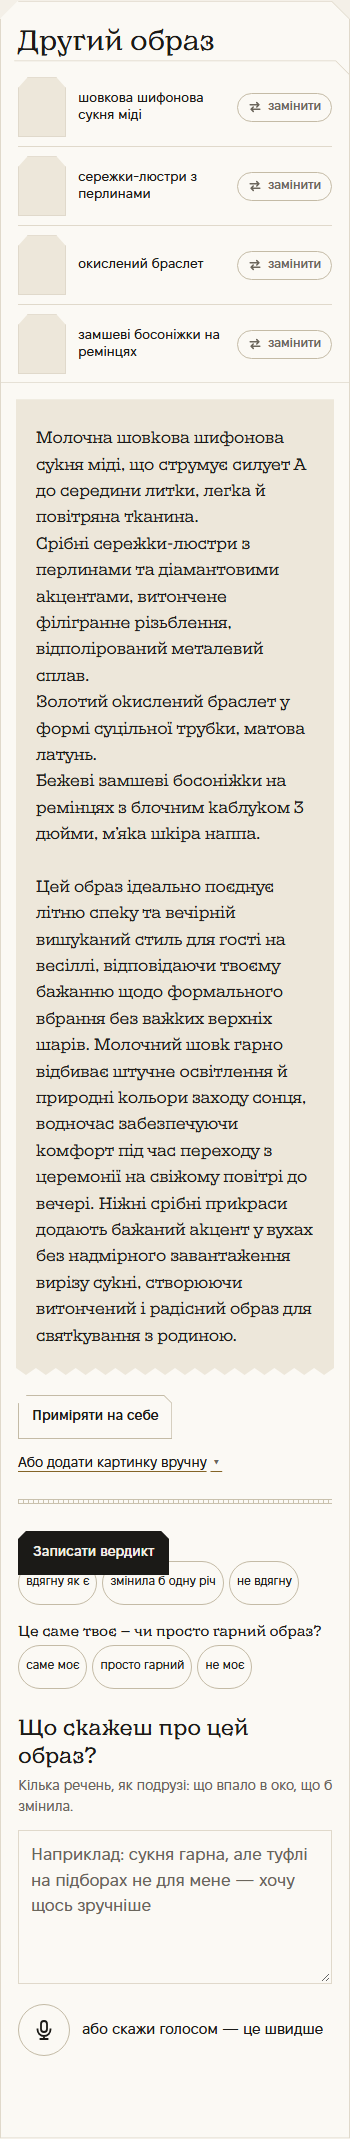 Другий образ
шовкова шифонова
сукня міді
замінити
сережки-люстри з
перлинами
замінити
окислений браслет
замінити
замшеві босоніжки на
ремінцях
замінити
Молочна шовкова шифонова
сукня міді, що струмує силует А
до середини литки, легка й
повітряна тканина.
Срібні сережки-люстри з
перлинами та діамантовими
акцентами, витончене
філігранне різьблення,
відполірований металевий
сплав.
Золотий окислений браслет у
формі суцільної трубки, матова
латунь.
Бежеві замшеві босоніжки на
ремінцях з блочним каблуком 3
дюйми, м'яка шкіра наппа.
Цей образ ідеально поєднує
літню спеку та вечірній
вишуканий стиль для гості на
весіллі, відповідаючи твоєму
бажанню щодо формального
вбрання без важких верхніх
шарів. Молочний шовк гарно
відбиває штучне освітлення й
природні кольори заходу сонця,
водночас забезпечуючи
комфорт під час переходу з
церемонії на свіжому повітрі до
вечері. Ніжні срібні прикраси
додають бажаний акцент у вухах
без надмірного завантаження
вирізу сукні, створюючи
витончений і радісний образ для
святкування з родиною.
Приміряти на себе
Або додати картинку вручну
Записати вердикт
вдягну як є змінила б одну річ не вдягну
Це саме твоє – чи просто гарний образ?
саме моє просто гарний не моє
Що скажеш про цей
образ?
Кілька речень, як подрузі: що впало в око, що б
змінила.
Наприклад: сукня гарна, але туфлі
на підборах не для мене — хочу
щось зручніше
або скажи голосом — це швидше